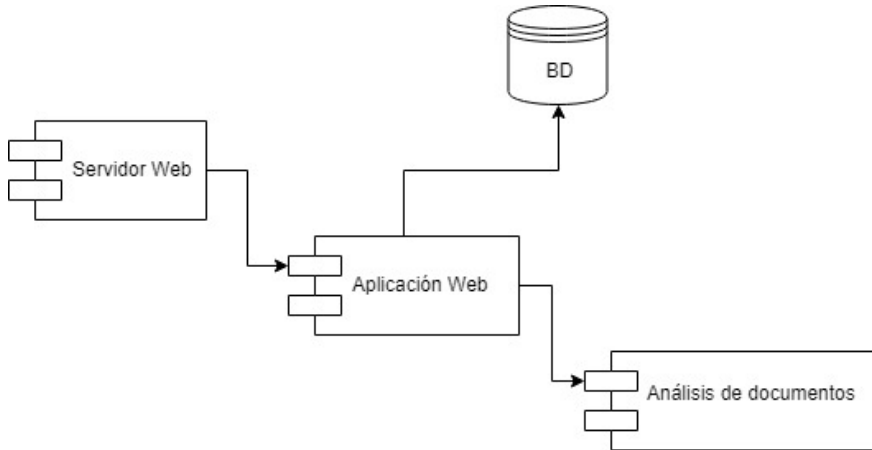 BD
Servidor Web
Aplicación Web
Análisis de documentos